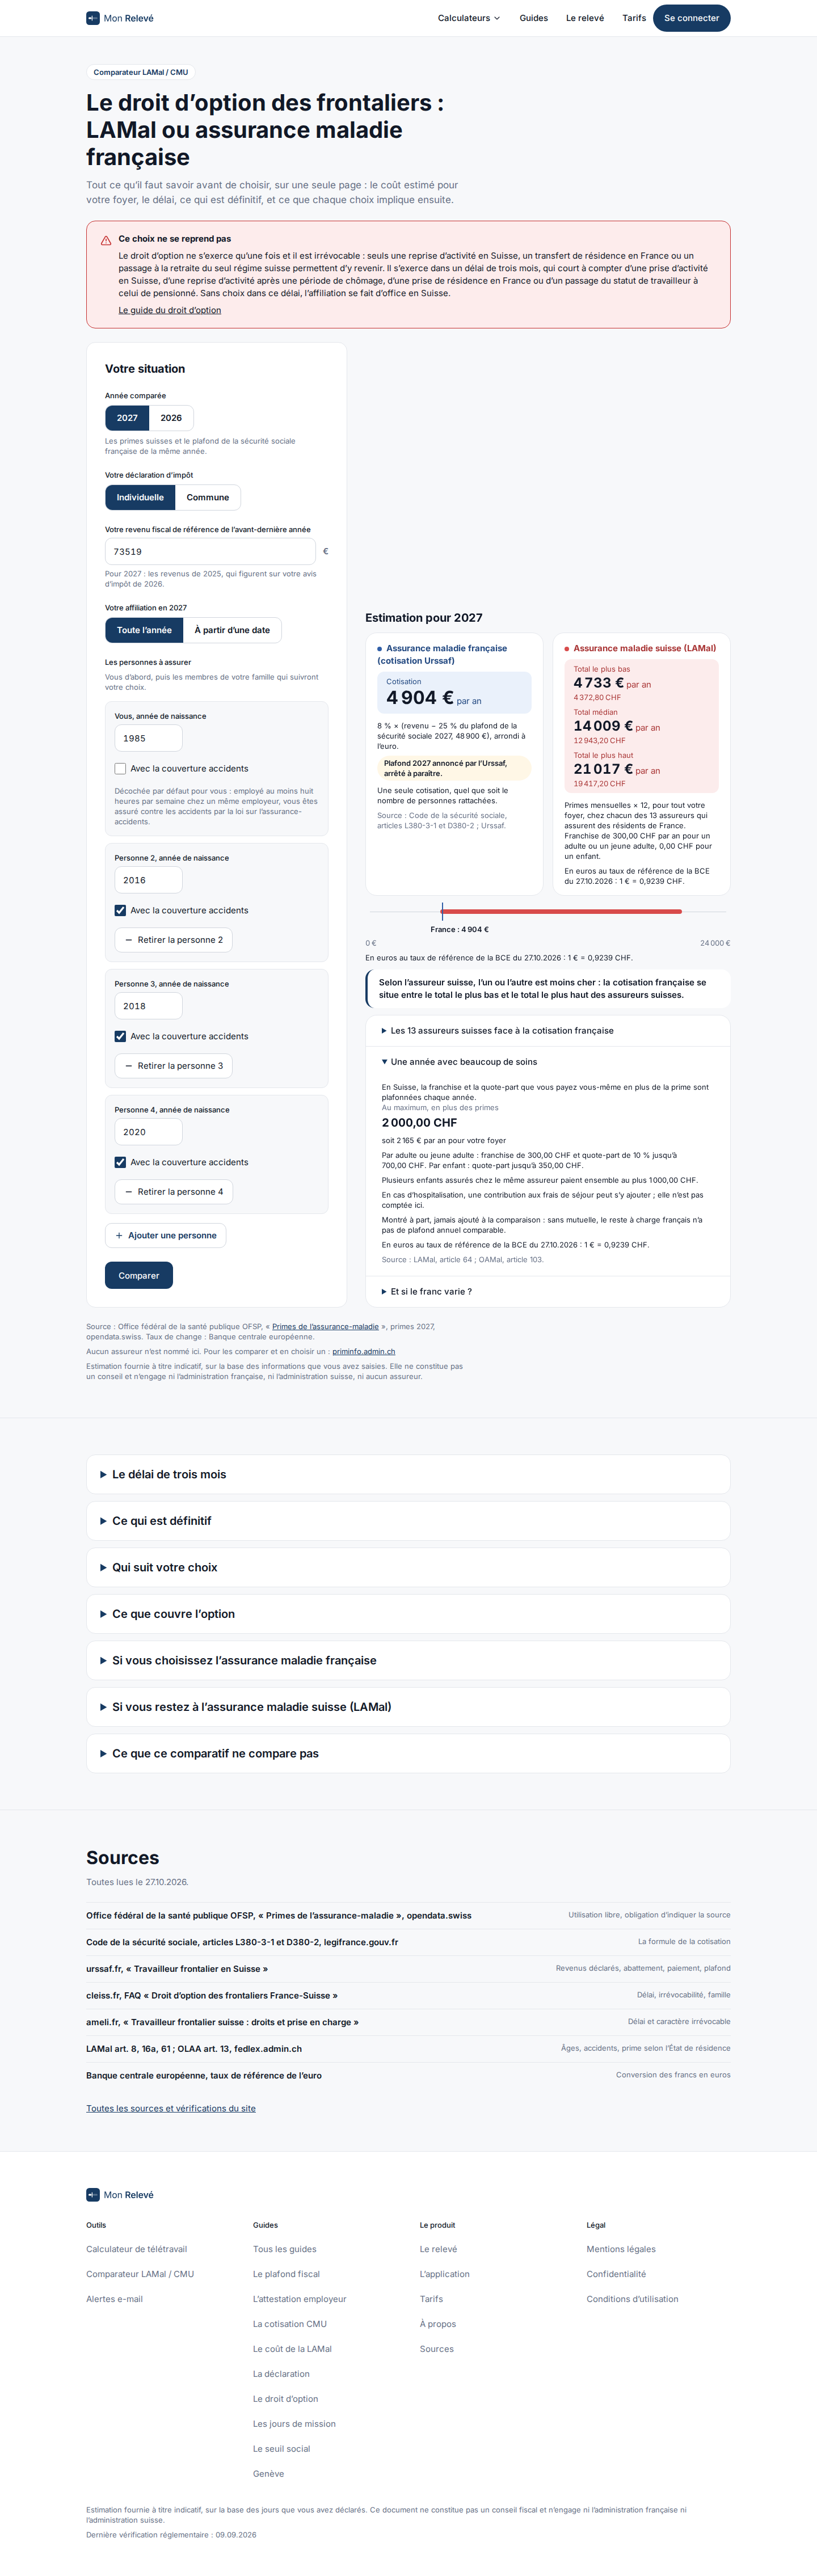 Mon Relevé
Calculateurs
Guides
Le relevé
Tarifs
Se connecter
Comparateur LAMal / CMU
Le droit d’option des frontaliers :
LAMal ou assurance maladie
française
Tout ce qu’il faut savoir avant de choisir, sur une seule page : le coût estimé pour
votre foyer, le délai, ce qui est définitif, et ce que chaque choix implique ensuite.
Ce choix ne se reprend pas
Le droit d’option ne s’exerce qu’une fois et il est irrévocable : seuls une reprise d’activité en Suisse, un transfert de résidence en France ou un
passage à la retraite du seul régime suisse permettent d’y revenir. Il s’exerce dans un délai de trois mois, qui court à compter d’une prise d’activité
en Suisse, d’une reprise d’activité après une période de chômage, d’une prise de résidence en France ou d’un passage du statut de travailleur à
celui de pensionné. Sans choix dans ce délai, l’affiliation se fait d’office en Suisse.
Le guide du droit d’option
Votre situation
Année comparée
2027
2026
Les primes suisses et le plafond de la sécurité sociale
française de la même année.
Votre déclaration d’impôt
Individuelle
Commune
Votre revenu fiscal de référence de l’avant-dernière année
73519
€
Pour 2027 : les revenus de 2025, qui figurent sur votre avis
d’impôt de 2026.
Votre affiliation en 2027
Toute l’année
À partir d’une date
Les personnes à assurer
Vous d’abord, puis les membres de votre famille qui suivront
votre choix.
Vous, année de naissance
1985
Avec la couverture accidents
Décochée par défaut pour vous : employé au moins huit
heures par semaine chez un même employeur, vous êtes
assuré contre les accidents par la loi sur l’assurance-
accidents.
Personne 2, année de naissance
2016
Avec la couverture accidents
Retirer la personne 2
Personne 3, année de naissance
2018
Avec la couverture accidents
Retirer la personne 3
Personne 4, année de naissance
2020
Avec la couverture accidents
Retirer la personne 4
Ajouter une personne
Comparer
Estimation pour 2027
Assurance maladie française
(cotisation Urssaf)
Cotisation
4 904 € par an
8 % × (revenu − 25 % du plafond de la
sécurité sociale 2027, 48 900 €), arrondi à
l’euro.
Plafond 2027 annoncé par l’Urssaf,
arrêté à paraître.
Une seule cotisation, quel que soit le
nombre de personnes rattachées.
Source : Code de la sécurité sociale,
articles L380-3-1 et D380-2 ; Urssaf.
Assurance maladie suisse (LAMal)
Total le plus bas
4 733 € par an
4 372,80 CHF
Total médian
14 009 € par an
12 943,20 CHF
Total le plus haut
21 017 € par an
19 417,20 CHF
Primes mensuelles × 12, pour tout votre
foyer, chez chacun des 13 assureurs qui
assurent des résidents de France.
Franchise de 300,00 CHF par an pour un
adulte ou un jeune adulte, 0,00 CHF pour
un enfant.
En euros au taux de référence de la BCE
du 27.10.2026 : 1 € = 0,9239 CHF.
France : 4 904 €
0 €
24 000 €
En euros au taux de référence de la BCE du 27.10.2026 : 1 € = 0,9239 CHF.
Selon l’assureur suisse, l’un ou l’autre est moins cher : la cotisation française se
situe entre le total le plus bas et le total le plus haut des assureurs suisses.
Les 13 assureurs suisses face à la cotisation française
Une année avec beaucoup de soins
En Suisse, la franchise et la quote-part que vous payez vous-même en plus de la prime sont
plafonnées chaque année.
Au maximum, en plus des primes
2 000,00 CHF
soit 2 165 € par an pour votre foyer
Par adulte ou jeune adulte : franchise de 300,00 CHF et quote-part de 10 % jusqu’à
700,00 CHF. Par enfant : quote-part jusqu’à 350,00 CHF.
Plusieurs enfants assurés chez le même assureur paient ensemble au plus 1 000,00 CHF.
En cas d’hospitalisation, une contribution aux frais de séjour peut s’y ajouter ; elle n’est pas
comptée ici.
Montré à part, jamais ajouté à la comparaison : sans mutuelle, le reste à charge français n’a
pas de plafond annuel comparable.
En euros au taux de référence de la BCE du 27.10.2026 : 1 € = 0,9239 CHF.
Source : LAMal, article 64 ; OAMal, article 103.
Et si le franc varie ?
Source : Office fédéral de la santé publique OFSP, « Primes de l’assurance-maladie », primes 2027,
opendata.swiss. Taux de change : Banque centrale européenne.
Aucun assureur n’est nommé ici. Pour les comparer et en choisir un : priminfo.admin.ch
Estimation fournie à titre indicatif, sur la base des informations que vous avez saisies. Elle ne constitue pas
un conseil et n’engage ni l’administration française, ni l’administration suisse, ni aucun assureur.
Le délai de trois mois
Ce qui est définitif
Qui suit votre choix
Ce que couvre l’option
Si vous choisissez l’assurance maladie française
Si vous restez à l’assurance maladie suisse (LAMal)
Ce que ce comparatif ne compare pas
Sources
Toutes lues le 27.10.2026.
Office fédéral de la santé publique OFSP, « Primes de l’assurance-maladie », opendata.swiss
Utilisation libre, obligation d’indiquer la source
Code de la sécurité sociale, articles L380-3-1 et D380-2, legifrance.gouv.fr
La formule de la cotisation
urssaf.fr, « Travailleur frontalier en Suisse »
Revenus déclarés, abattement, paiement, plafond
cleiss.fr, FAQ « Droit d’option des frontaliers France-Suisse »
Délai, irrévocabilité, famille
ameli.fr, « Travailleur frontalier suisse : droits et prise en charge »
Délai et caractère irrévocable
LAMal art. 8, 16a, 61 ; OLAA art. 13, fedlex.admin.ch
Âges, accidents, prime selon l’État de résidence
Banque centrale européenne, taux de référence de l’euro
Conversion des francs en euros
Toutes les sources et vérifications du site
Mon Relevé
Outils
Calculateur de télétravail
Comparateur LAMal / CMU
Alertes e-mail
Guides
Tous les guides
Le plafond fiscal
L’attestation employeur
La cotisation CMU
Le coût de la LAMal
La déclaration
Le droit d’option
Les jours de mission
Le seuil social
Genève
Le produit
Le relevé
L’application
Tarifs
À propos
Sources
Légal
Mentions légales
Confidentialité
Conditions d’utilisation
Estimation fournie à titre indicatif, sur la base des jours que vous avez déclarés. Ce document ne constitue pas un conseil fiscal et n’engage ni l’administration française ni
l’administration suisse.
Dernière vérification réglementaire : 09.09.2026